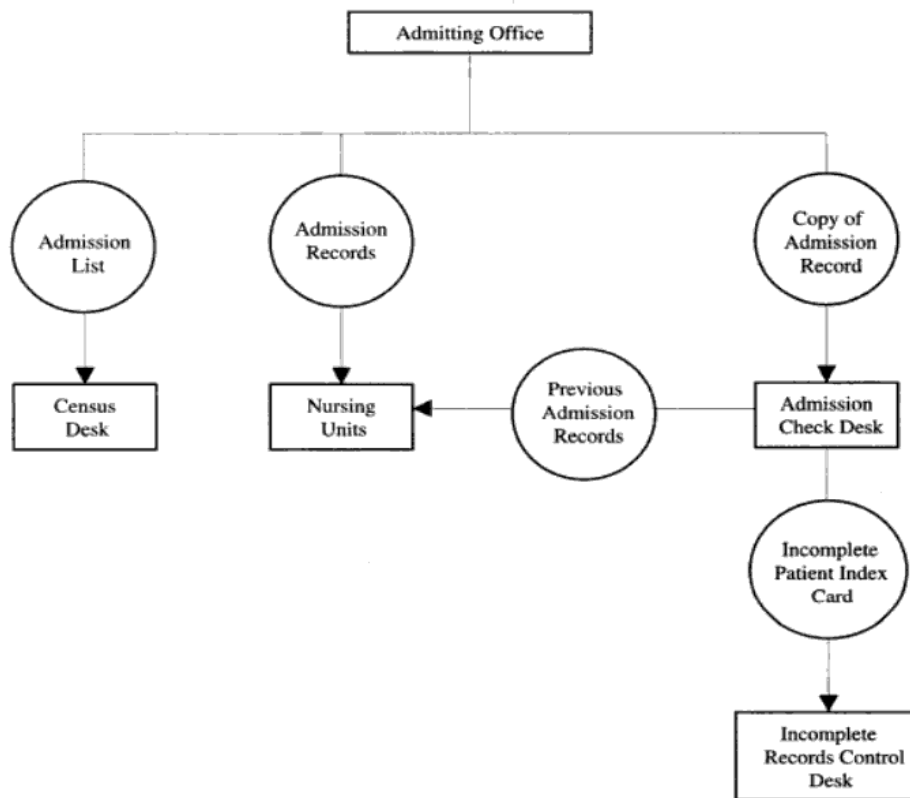 Admitting Office
Admission
List
Admission
Records
Copy of
Admission
Record
Census
Desk
Nursing
Units
Previous
Admission
Records
Admission
Check Desk
Incomplete
Patient Index
Card
Incomplete
Records Control
Desk